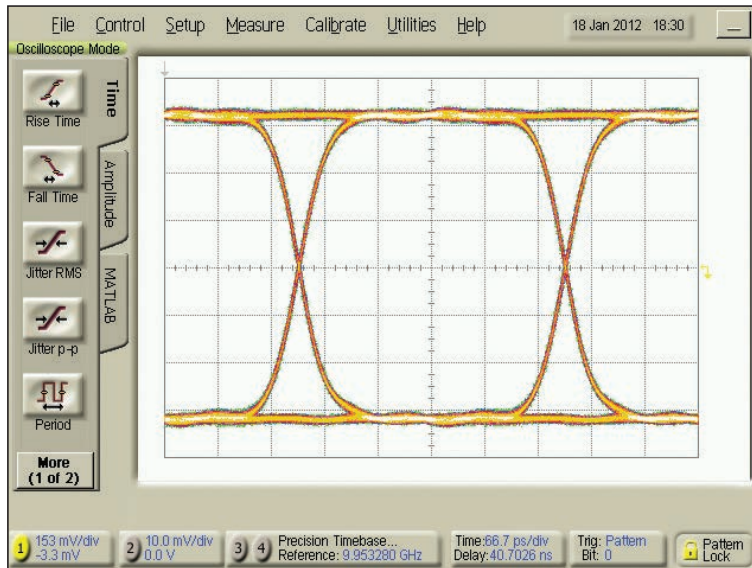 File Control Setup Measure Calibrate Utilities Help 18 Jan 2012 18:30
Oscilloscope Mode
Rise Time
Fall Time
Jitter RMS
Jitter p-p
Period
More
(1 of 2)
Time
Amplitude
MATLAB
1 153 mV/div
-3.3 mV
2 10.0 mV/div
0.0 V
3 4 Precision Timebase...
Reference: 9.953280 GHz
Time:66.7 ps/div
Delay:40.7026 ns
Trig: Pattern
Bit: 0
Pattern
Lock